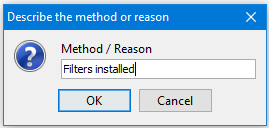 Describe the method or reason
Method / Reason
Filters installed
OK Cancel